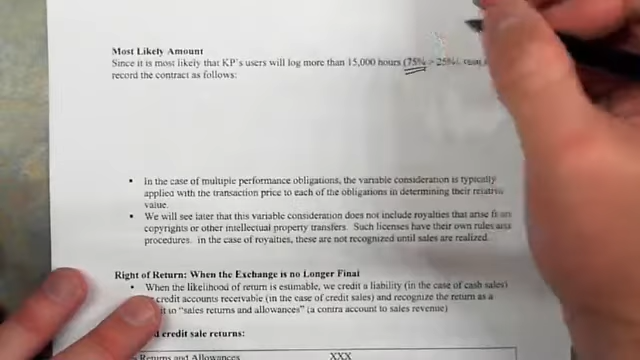 Most Likely Amount
Since it is most likely that KP's users will log more than 15,000 hours (75% > 25%),
record the contract as follows:
• In the case of multiple performance obligations, the variable consideration is typically
applied with the transaction price to each of the obligations in determining their relative
value.
• We will see later that this variable consideration does not include royalties that arise from
copyrights or other intellectual property transfers. Such licenses have their own rules and
procedures. in the case of royalties, these are not recognized until sales are realized.
Right of Return: When the Exchange is no Longer Final
• When the likelihood of return is estimable, we credit a liability (in the case of cash sales)
credit accounts receivable (in the case of credit sales) and recognize the return as a
it to "sales returns and allowances" (a contra account to sales revenue)
credit sale returns:
Returns and Allowances XXX